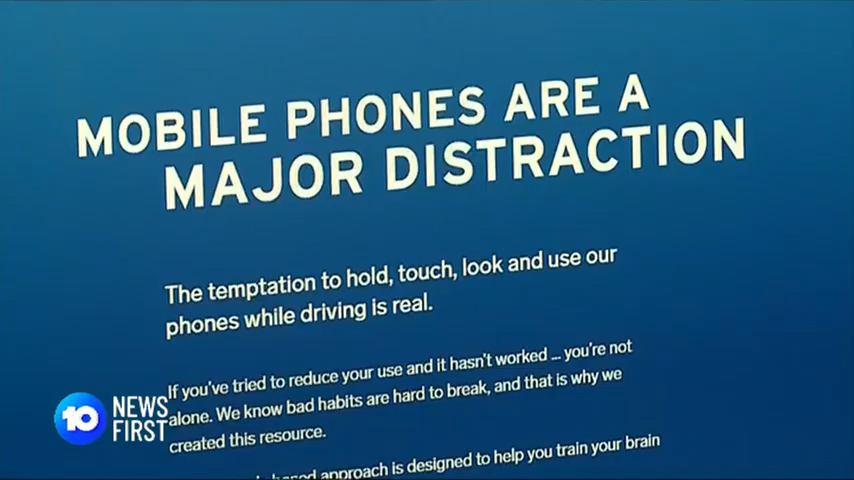 MOBILE PHONES ARE A
MAJOR DISTRACTION
The temptation to hold, touch, look and use our
phones while driving is real.
If you've tried to reduce your use and it hasn't worked ... you're not
alone. We know bad habits are hard to break, and that is why we
created this resource.
approach is designed to help you train your brain
10 NEWS
FIRST